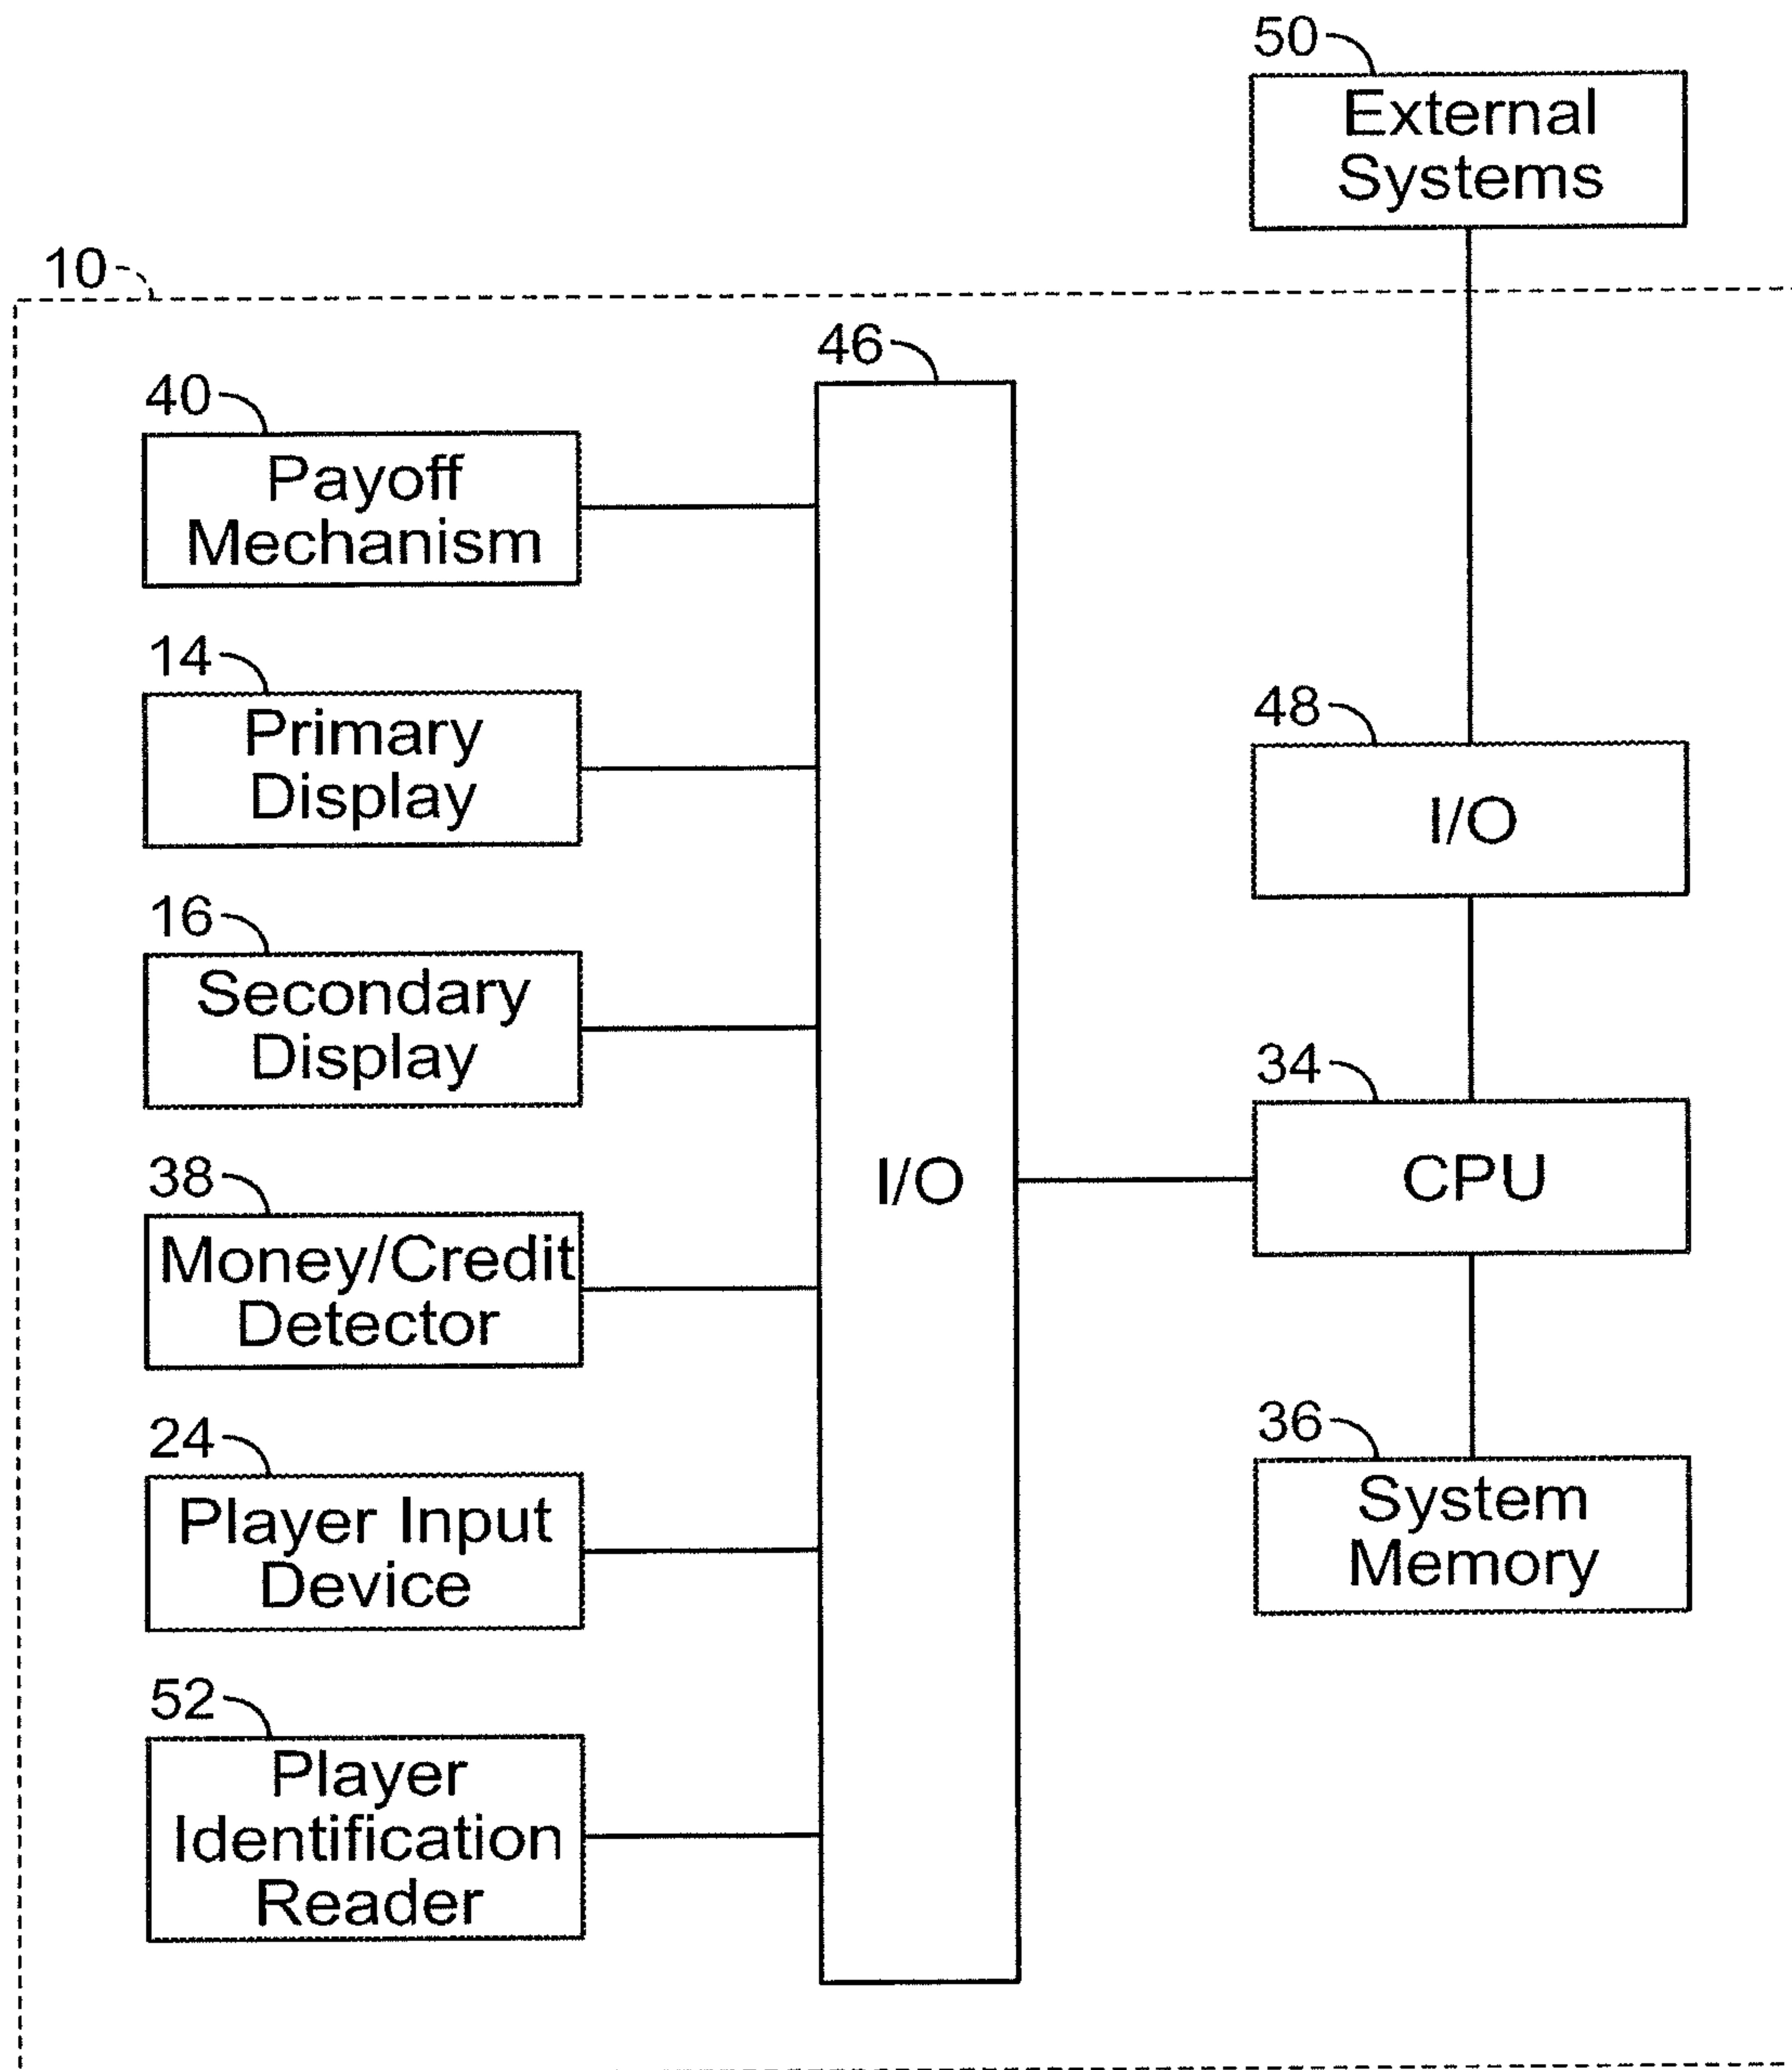 50
External
Systems
10
46
40
Payoff
Mechanism
14
Primary
Display
48
I/O
16
Secondary
Display
34
CPU
38
Money/Credit
Detector
I/O
24
Player Input
Device
36
System
Memory
52
Player
Identification
Reader